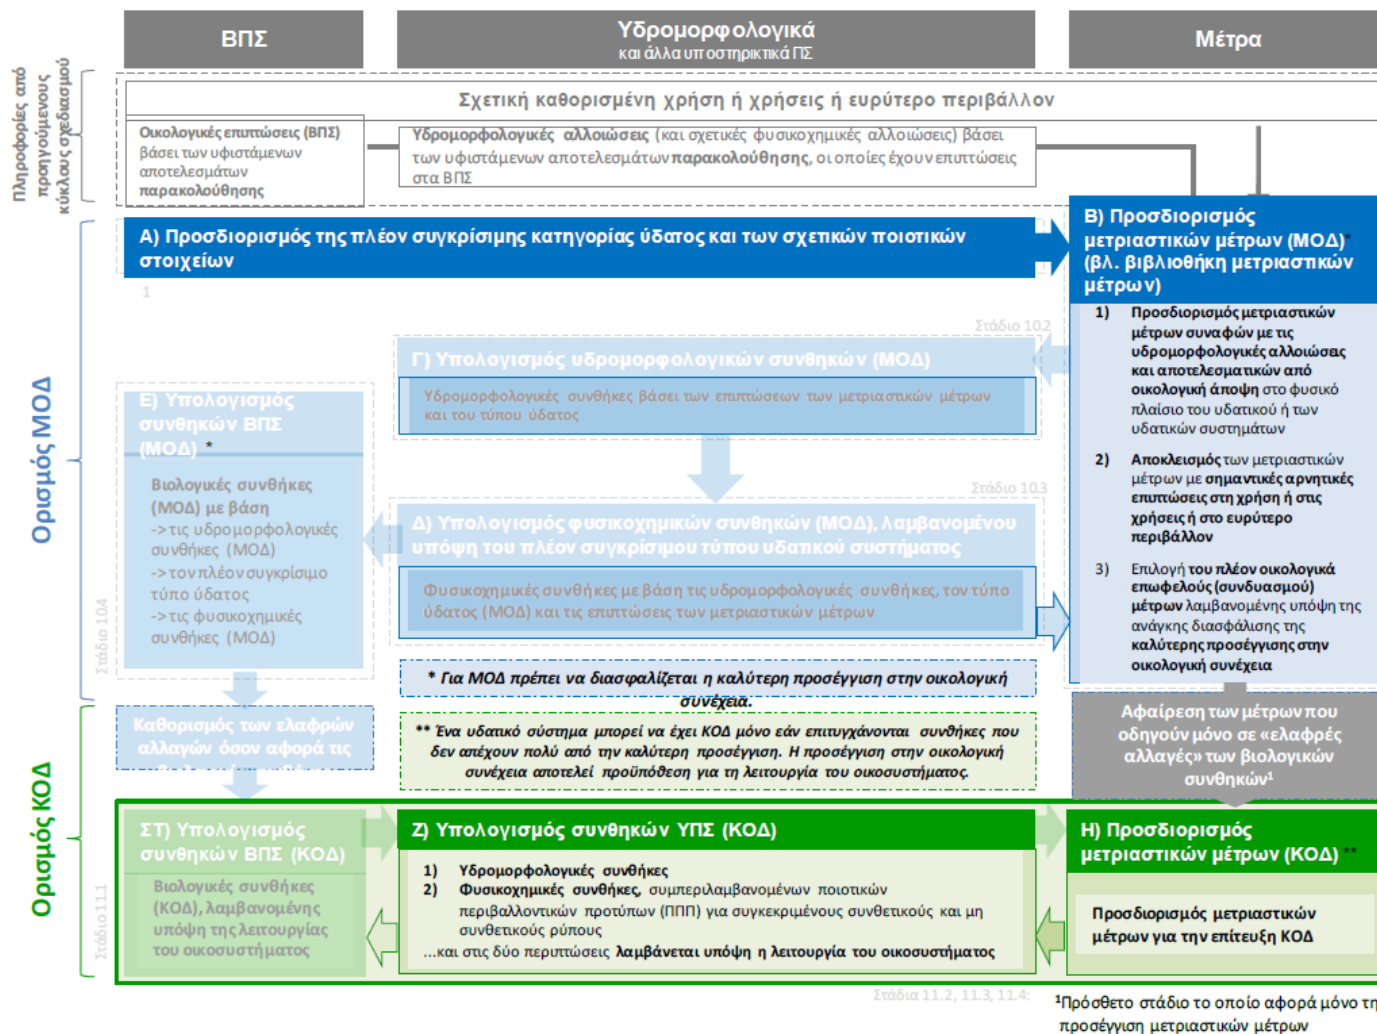 ΒΠΣ
Υδρομορφολογικά
και άλλα υποστηρικτικά ΠΣ
Μέτρα
Πληροφορίες από
προηγούμενους
κύκλους σχεδιασμού
Σχετική καθορισμένη χρήση ή χρήσεις ή ευρύτερο περιβάλλον
Οικολογικές επιπτώσεις (ΒΠΣ)
βάσει των υφιστάμενων
αποτελεσμάτων
παρακολούθησης
Υδρομορφολογικές αλλοιώσεις (και σχετικές φυσικοχημικές αλλοιώσεις) βάσει
των υφιστάμενων αποτελεσμάτων παρακολούθησης, οι οποίες έχουν επιπτώσεις
στα ΒΠΣ
Ορισμός ΜΟΔ
Α) Προσδιορισμός της πλέον συγκρίσιμης κατηγορίας ύδατος και των σχετικών ποιοτικών
στοιχείων
1
Β) Προσδιορισμός
μετριαστικών μέτρων (ΜΟΔ)*
(βλ. βιβλιοθήκη μετριαστικών
μέτρων)
1) Προσδιορισμός μετριαστικών
μέτρων συναφών με τις
υδρομορφολογικές αλλοιώσεις
και αποτελεσματικών από
οικολογική άποψη στο φυσικό
πλαίσιο του υδατικού ή των
υδατικών συστημάτων
2) Αποκλεισμός των μετριαστικών
μέτρων με σημαντικές αρνητικές
επιπτώσεις στη χρήση ή στις
χρήσεις ή στο ευρύτερο
περιβάλλον
3) Επιλογή του πλέον οικολογικά
επωφελούς (συνδυασμού)
μέτρων λαμβανομένης υπόψη της
ανάγκης διασφάλισης της
καλύτερης προσέγγισης στην
οικολογική συνέχεια
Στάδιο 10.2
Γ) Υπολογισμός υδρομορφολογικών συνθηκών (ΜΟΔ)
Υδρομορφολογικές συνθήκες βάσει των επιπτώσεων των μετριαστικών μέτρων
και του τύπου ύδατος
Στάδιο 10.3
Δ) Υπολογισμός φυσικοχημικών συνθηκών (ΜΟΔ), λαμβανομένου
υπόψη του πλέον συγκρίσιμου τύπου υδατικού συστήματος
Φυσικοχημικές συνθήκες με βάση τις υδρομορφολογικές συνθήκες, τον τύπο
ύδατος (ΜΟΔ) και τις επιπτώσεις των μετριαστικών μέτρων
Στάδιο 10.4
Ε) Υπολογισμός
συνθηκών ΒΠΣ
(ΜΟΔ) *
Βιολογικές συνθήκες
(ΜΟΔ) με βάση
-> τις υδρομορφολογικές
συνθήκες (ΜΟΔ)
-> τον πλέον συγκρίσιμο
τύπο ύδατος
-> τις φυσικοχημικές
συνθήκες (ΜΟΔ)
* Για ΜΟΔ πρέπει να διασφαλίζεται η καλύτερη προσέγγιση στην οικολογική
συνέχεια.
Ορισμός ΚΟΔ
Καθορισμός των ελαφρών
αλλαγών όσον αφορά τις
** Ένα υδατικό σύστημα μπορεί να έχει ΚΟΔ μόνο εάν επιτυγχάνονται συνθήκες που
δεν απέχουν πολύ από την καλύτερη προσέγγιση. Η προσέγγιση στην οικολογική
συνέχεια αποτελεί προϋπόθεση για τη λειτουργία του οικοσυστήματος.
Αφαίρεση των μέτρων που
οδηγούν μόνο σε «ελαφρές
αλλαγές» των βιολογικών
συνθηκών¹
Στάδιο 11.1
ΣΤ) Υπολογισμός
συνθηκών ΒΠΣ (ΚΟΔ)
Βιολογικές συνθήκες
(ΚΟΔ), λαμβανομένης
υπόψη της λειτουργίας
του οικοσυστήματος
Ζ) Υπολογισμός συνθηκών ΥΠΣ (ΚΟΔ)
1) Υδρομορφολογικές συνθήκες
2) Φυσικοχημικές συνθήκες, συμπεριλαμβανομένων ποιοτικών
περιβαλλοντικών προτύπων (ΠΠΠ) για συγκεκριμένους συνθετικούς και μη
συνθετικούς ρύπους
...και στις δύο περιπτώσεις λαμβάνεται υπόψη η λειτουργία του οικοσυστήματος
Η) Προσδιορισμός
μετριαστικών μέτρων (ΚΟΔ) **
Προσδιορισμός μετριαστικών
μέτρων για την επίτευξη ΚΟΔ
Στάδια 11.2, 11.3, 11.4:
¹Πρόσθετο στάδιο το οποίο αφορά μόνο τη
προσέγγιση μετριαστικών μέτρων